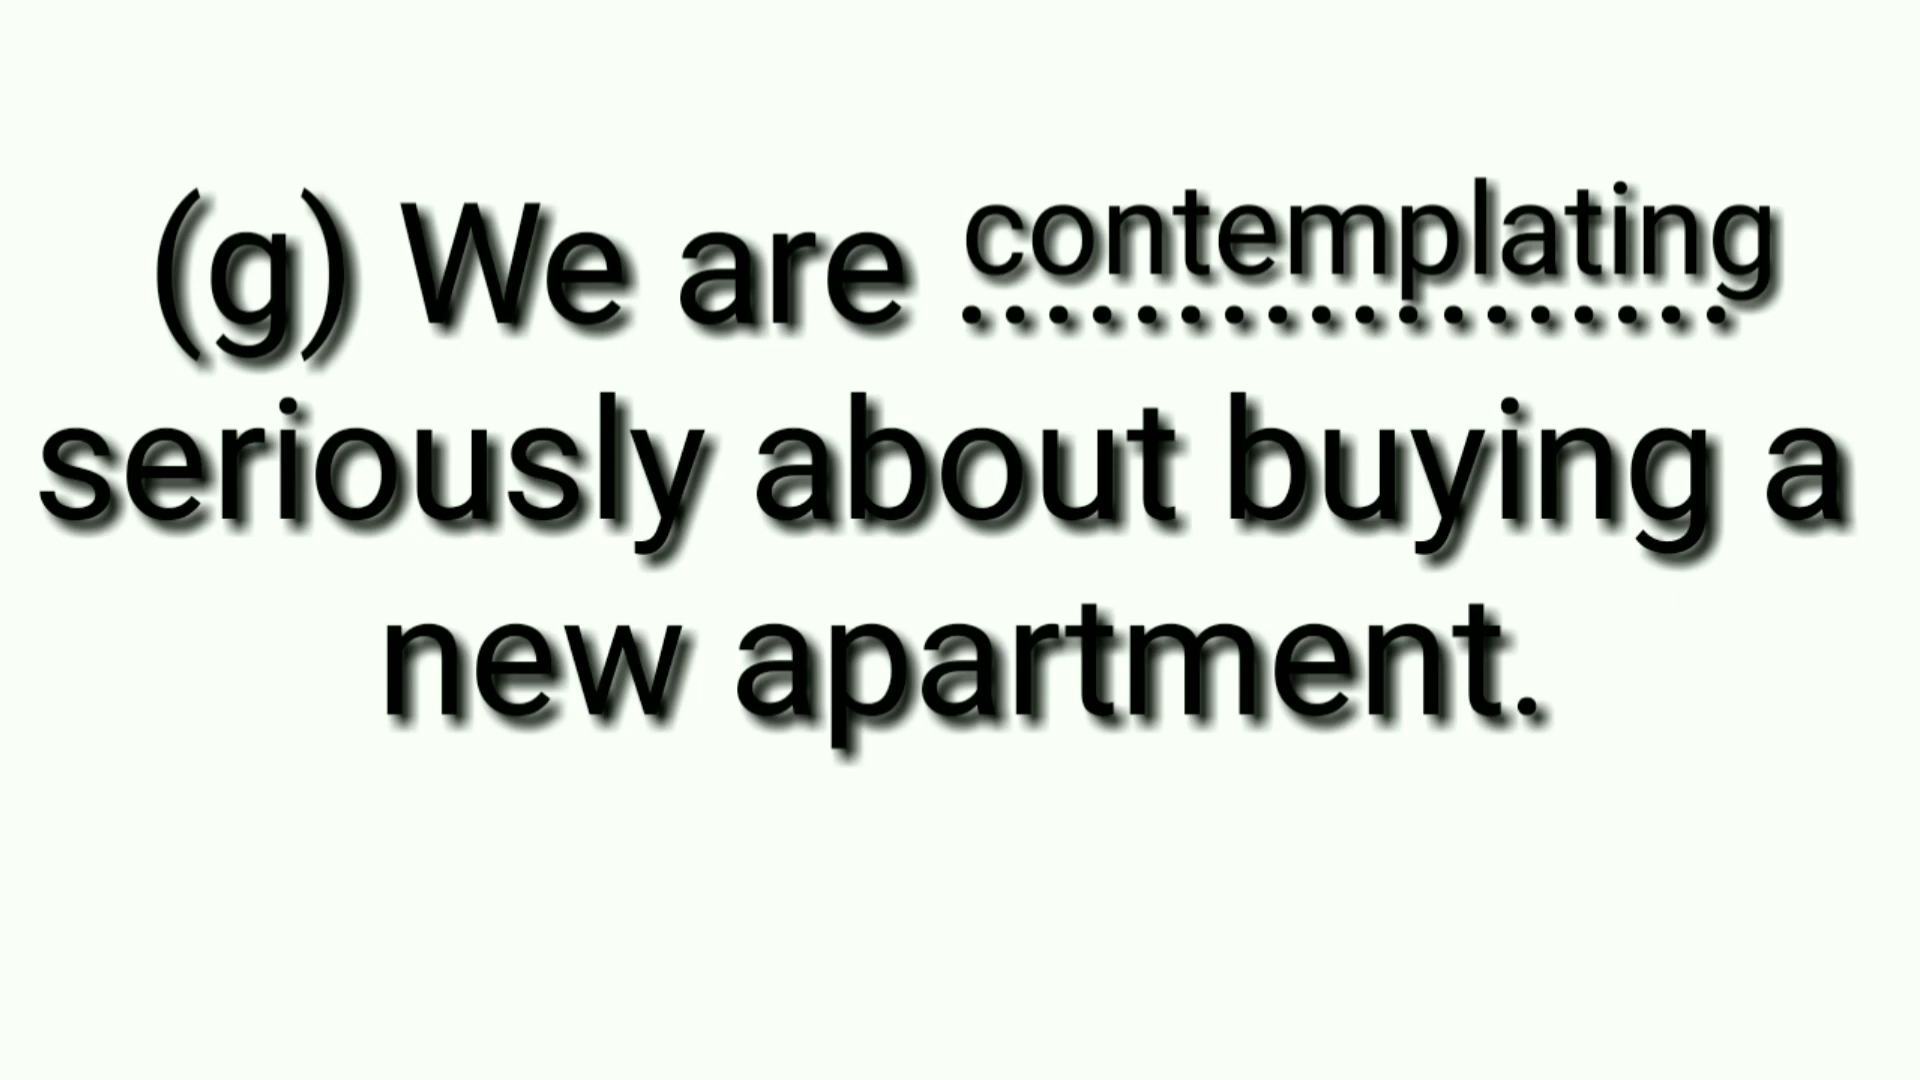 (g) We are contemplating
..................
seriously about buying a
new apartment.